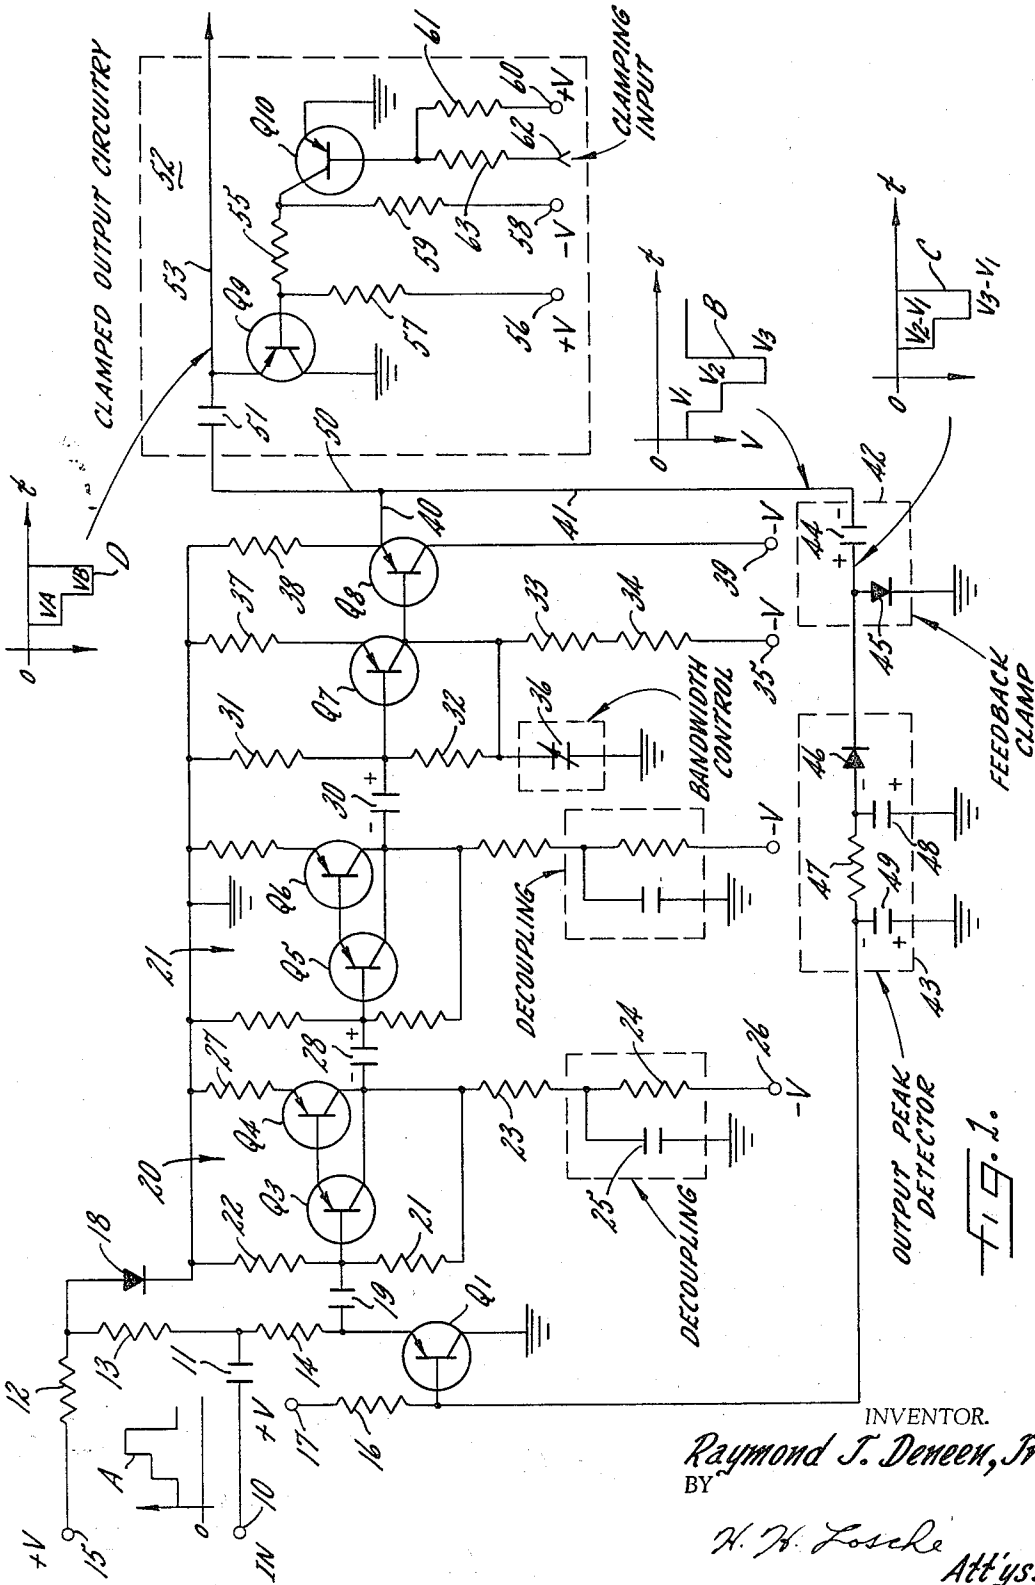 CLAMPED OUTPUT CIRCUITRY
52
53
Q9
55
Q10
61
57
59
63
62
60
+V
56
+V
58
-V
CLAMPING
INPUT
51
50
0
t
VA
VB
D
0
t
V1
V2
V3
V
B
0
t
V2-V1
V3-V1
C
+V
15
12
13
18
A
0
IN
10
11
14
+V
17
16
19
Q1
20
22
21
27
Q3
Q4
23
24
25
26
-V
DECOUPLING
28
- +
21
Q5
Q6
DECOUPLING
-V
30
- +
31
32
37
38
Q7
Q8
40
33
34
35
-V
39
-V
36
BANDWIDTH
CONTROL
41
42
44
+ -
45
FEEDBACK
CLAMP
46
47
48
- +
49
- +
43
OUTPUT PEAK
DETECTOR
Fig. 1.
INVENTOR.
Raymond J. Deneen, Jr
BY
H. H. Losche
Att'ys.